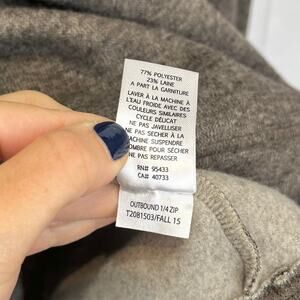 77% POLYESTER
23% LAINE
A PART LA GARNITURE
LAVER À LA MACHINE À
L'EAU FROIDE AVEC DES
COULEURS SIMILAIRES
CYCLE DÉLICAT
NE PAS JAVELLISER
NE PAS SÉCHER À LA
MACHINE SUSPENDRE
OMBRE POUR SÉCHER
NE PAS REPASSER
RN# 95433
CA# 40733
OUTBOUND 1/4 ZIP
T2081503/FALL 15